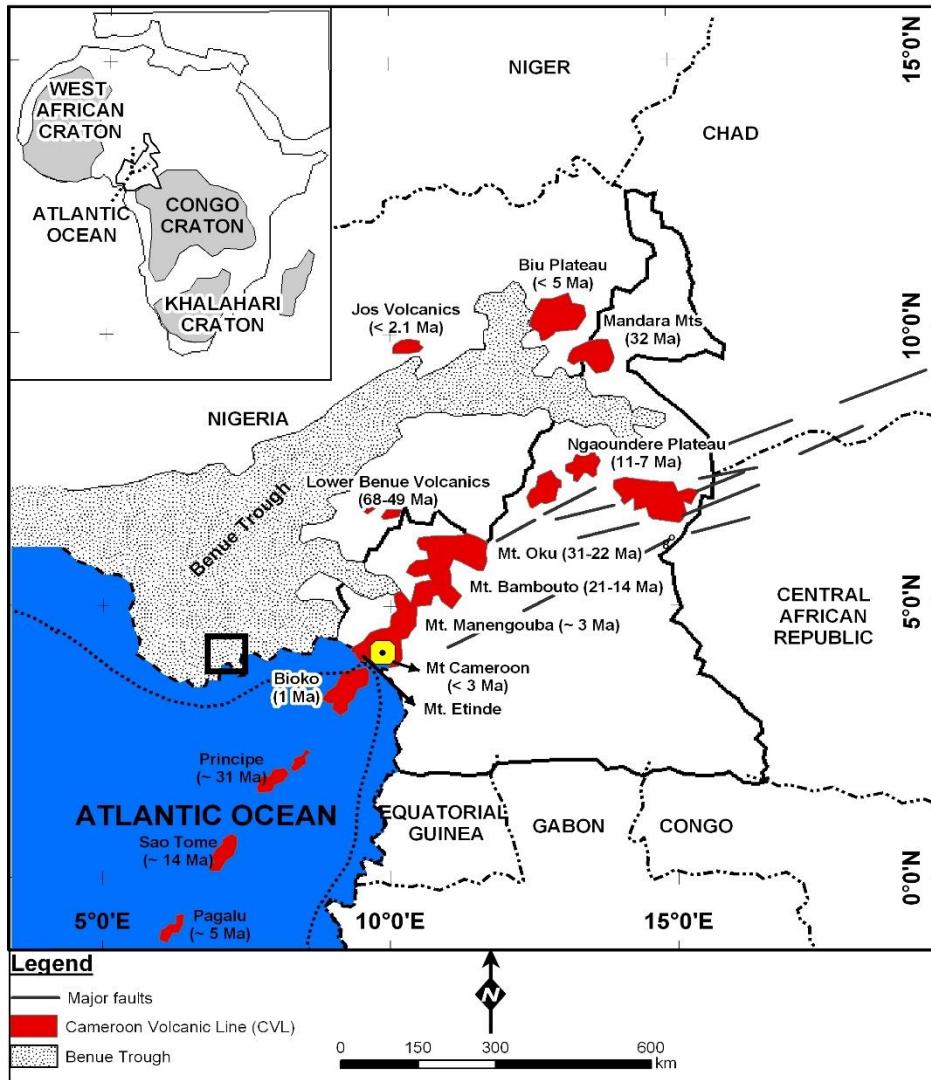 WEST
AFRICAN
CRATON
ATLANTIC
OCEAN
CONGO
CRATON
KHALAHARI
CRATON
NIGER
CHAD
15°0'N
Biu Plateau
(< 5 Ma)
Jos Volcanics
(< 2.1 Ma)
Mandara Mts
(32 Ma)
10°0'N
NIGERIA
Ngaoundere Plateau
(11-7 Ma)
Lower Benue Volcanics
(68-49 Ma)
Benue Trough
Mt. Oku (31-22 Ma)
Mt. Bambouto (21-14 Ma)
Mt. Manengouba (~ 3 Ma)
CENTRAL
AFRICAN
REPUBLIC
5°0'N
Mt Cameroon
(< 3 Ma)
Mt. Etinde
Bioko
(1 Ma)
Principe
(~ 31 Ma)
ATLANTIC OCEAN
EQUATORIAL
GUINEA
GABON
CONGO
Sao Tome
(~ 14 Ma)
0°0'N
5°0'E
10°0'E
15°0'E
Pagalu
(~ 5 Ma)
Legend
Major faults
Cameroon Volcanic Line (CVL)
Benue Trough
N
0 150 300 600
km